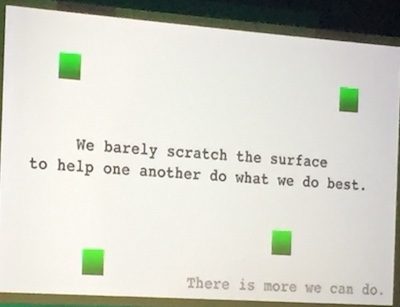 We barely scratch the surface
to help one another do what we do best.
There is more we can do.